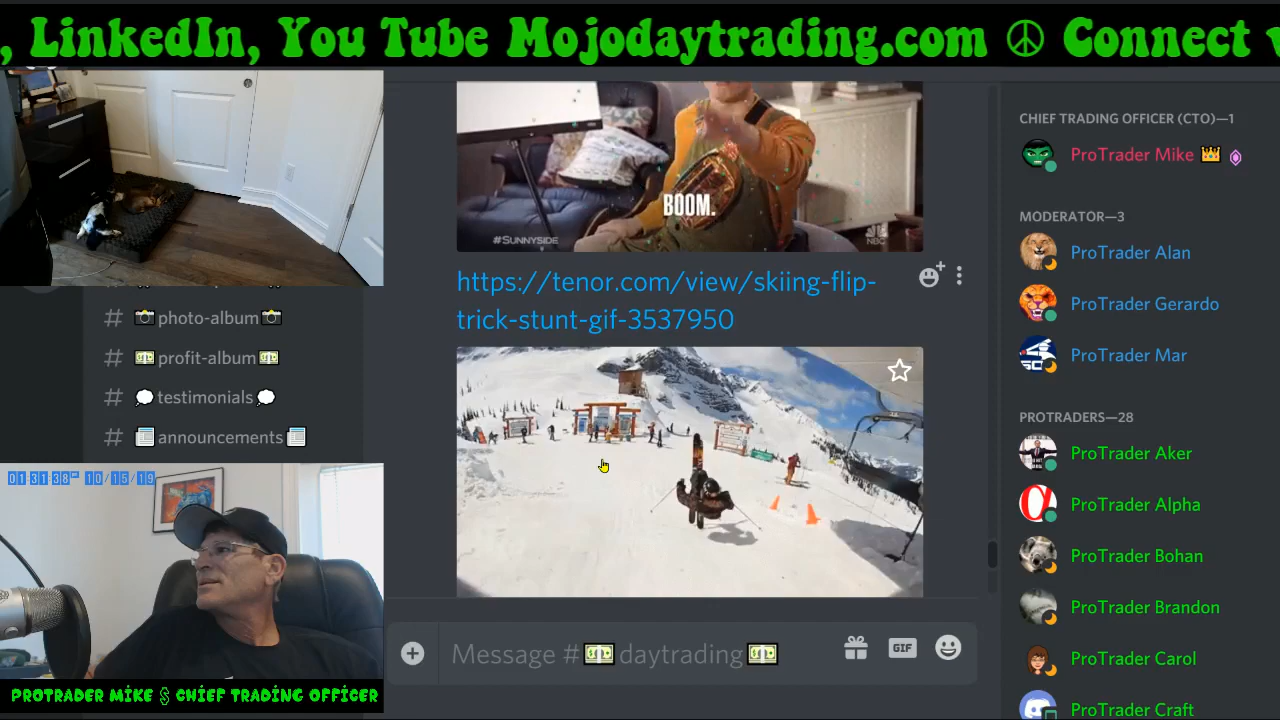 , LinkedIn, You Tube Mojodaytrading.com ☮ Connect
BOOM.
#SUNNYSIDE
NBC
https://tenor.com/view/skiing-flip-
trick-stunt-gif-3537950
# photo-album
# profit-album
# testimonials
# announcements
01:31:38 PM 10/15/19
PROTRADER MIKE $ CHIEF TRADING OFFICER
Message # daytrading
GIF
CHIEF TRADING OFFICER (CTO)—1
ProTrader Mike
MODERATOR—3
ProTrader Alan
ProTrader Gerardo
ProTrader Mar
PROTRADERS—28
ProTrader Aker
ProTrader Alpha
ProTrader Bohan
ProTrader Brandon
ProTrader Carol
ProTrader Craft